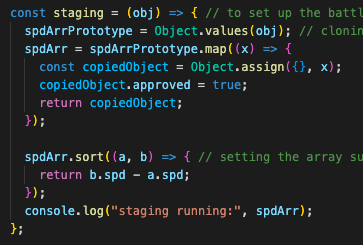 const staging = (obj) => { // to set up the battl
  spdArrPrototype = Object.values(obj); // clonin
  spdArr = spdArrPrototype.map((x) => {
    const copiedObject = Object.assign({}, x);
    copiedObject.approved = true;
    return copiedObject;
  });

  spdArr.sort((a, b) => { // setting the array su
    return b.spd - a.spd;
  });
  console.log("staging running:", spdArr);
};